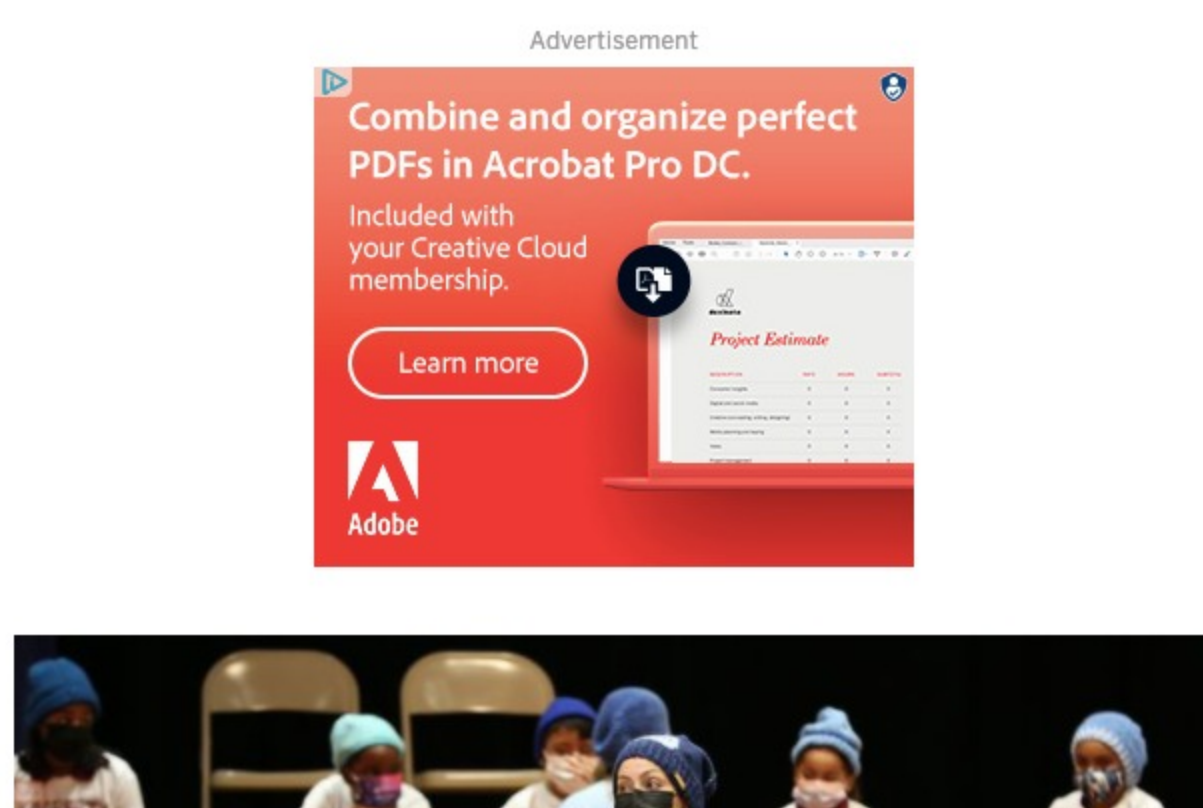 Advertisement
Combine and organize perfect
PDFs in Acrobat Pro DC.
Included with
your Creative Cloud
membership.
Learn more
Project Estimate
Adobe